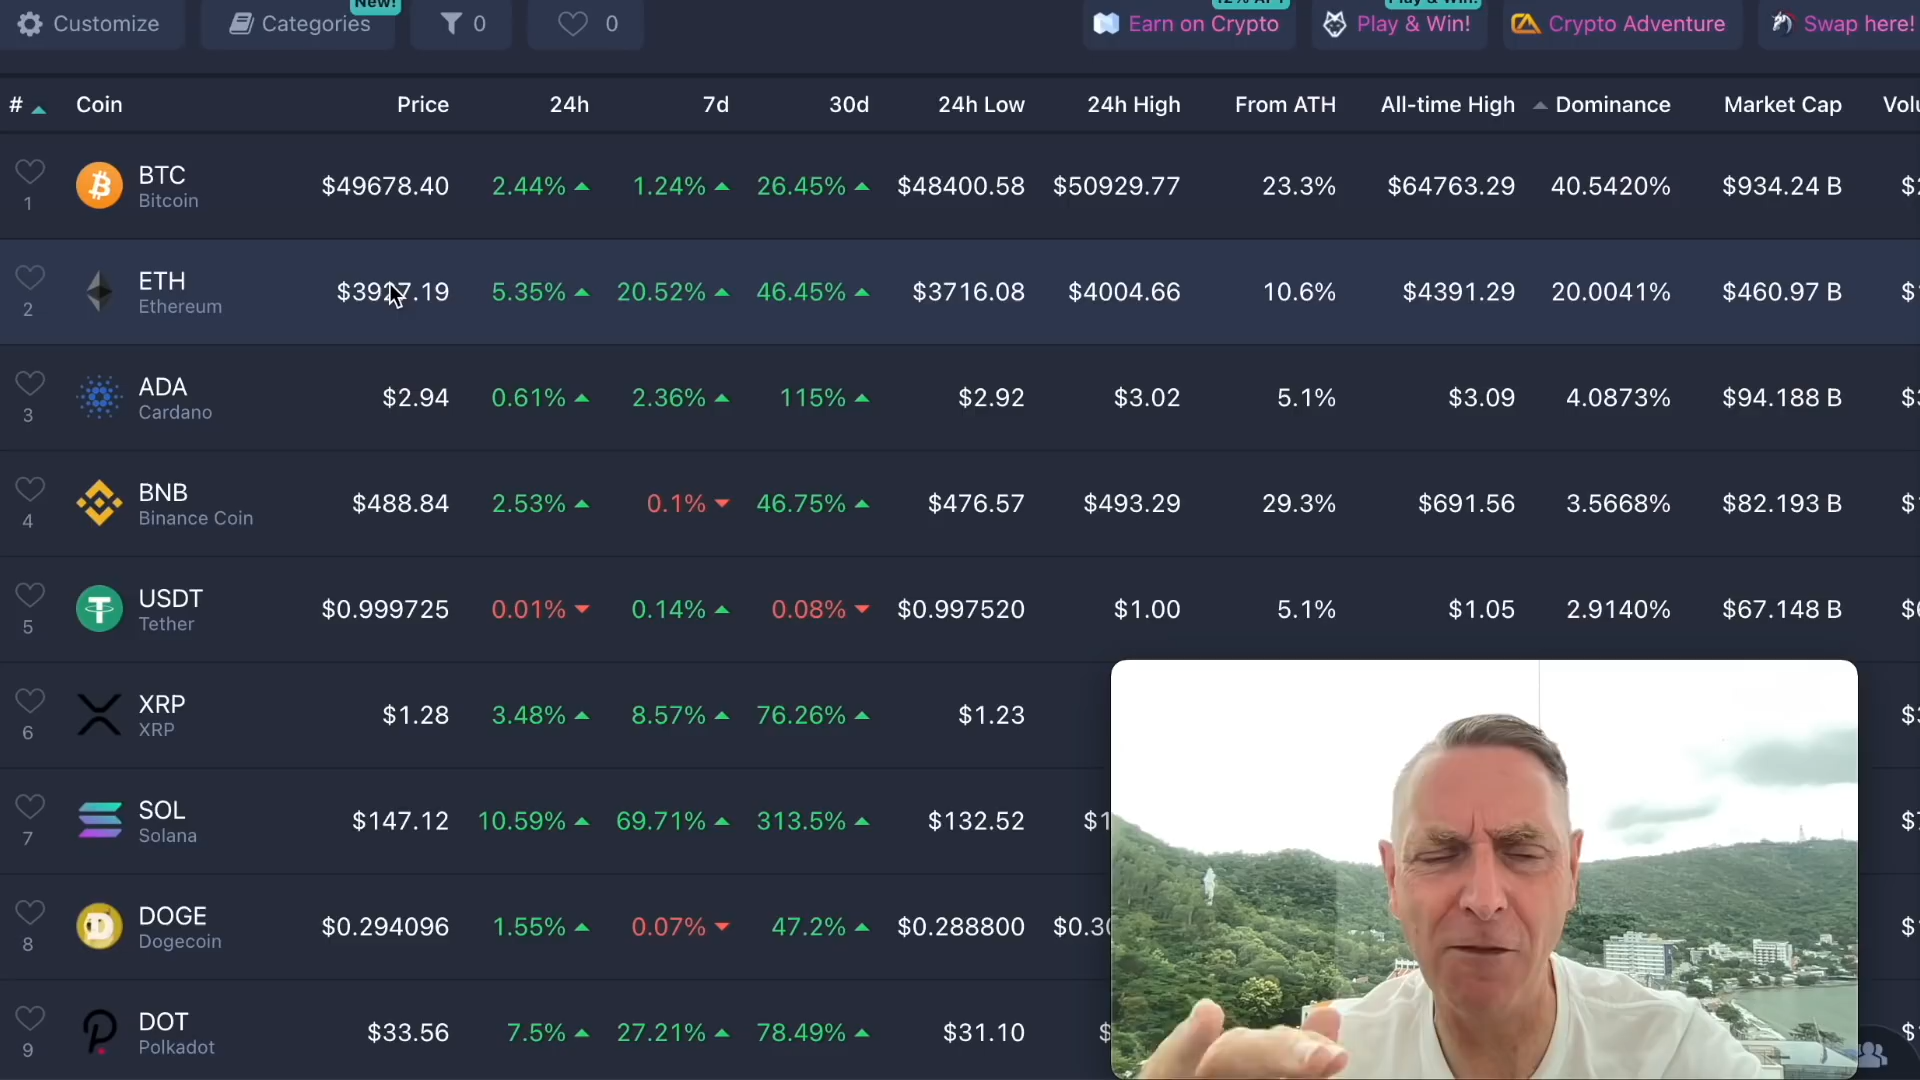 New! 12% APY Play & Win!
Customize Categories 0 0 Earn on Crypto Play & Win! Crypto Adventure Swap here!
# Coin Price 24h 7d 30d 24h Low 24h High From ATH All-time High Dominance Market Cap
BTC
Bitcoin
1
$49678.40 2.44% 1.24% 26.45% $48400.58 $50929.77 23.3% $64763.29 40.5420% $934.24 B
ETH
Ethereum
2
5.35% 20.52% 46.45% $3716.08 $4004.66 10.6% $4391.29 20.0041% $460.97 B
ADA
Cardano
3
$2.94 0.61% 2.36% 115% $2.92 $3.02 5.1% $3.09 4.0873% $94.188 B
BNB
Binance Coin
4
$488.84 2.53% 0.1% 46.75% $476.57 $493.29 29.3% $691.56 3.5668% $82.193 B
USDT
Tether
5
$0.999725 0.01% 0.14% 0.08% $0.997520 $1.00 5.1% $1.05 2.9140% $67.148 B
XRP
XRP
6
$1.28 3.48% 8.57% 76.26% $1.23
SOL
Solana
7
$147.12 10.59% 69.71% 313.5% $132.52
DOGE
Dogecoin
8
$0.294096 1.55% 0.07% 47.2% $0.288800
DOT
Polkadot
9
$33.56 7.5% 27.21% 78.49% $31.10